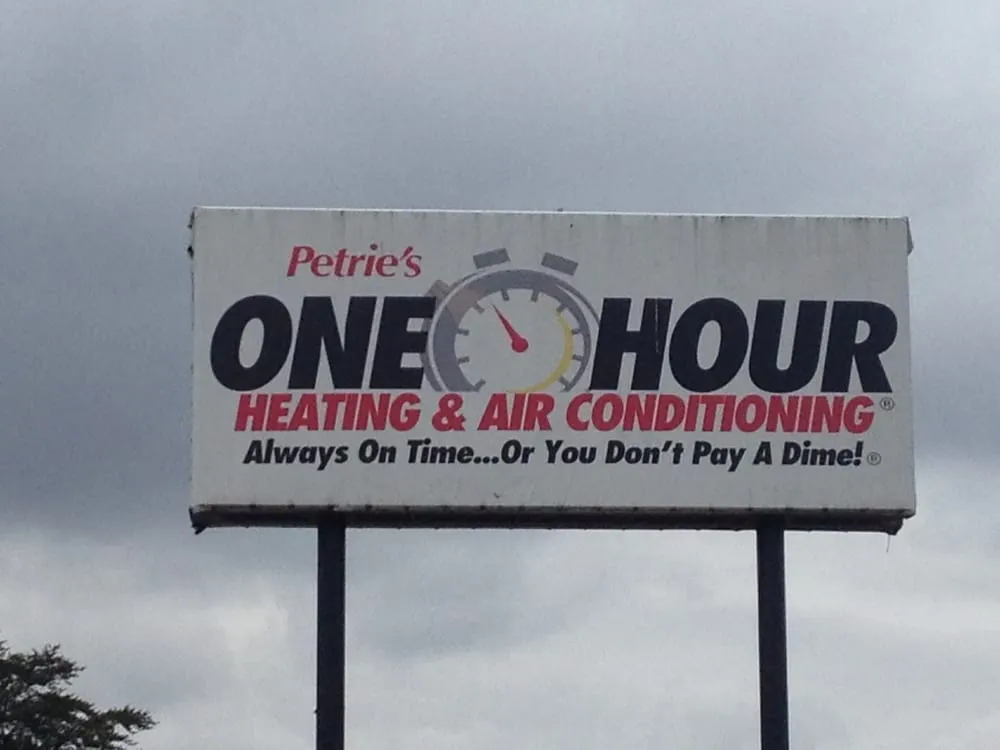 Petrie's
ONE HOUR
HEATING & AIR CONDITIONING®
Always On Time...Or You Don't Pay A Dime!®